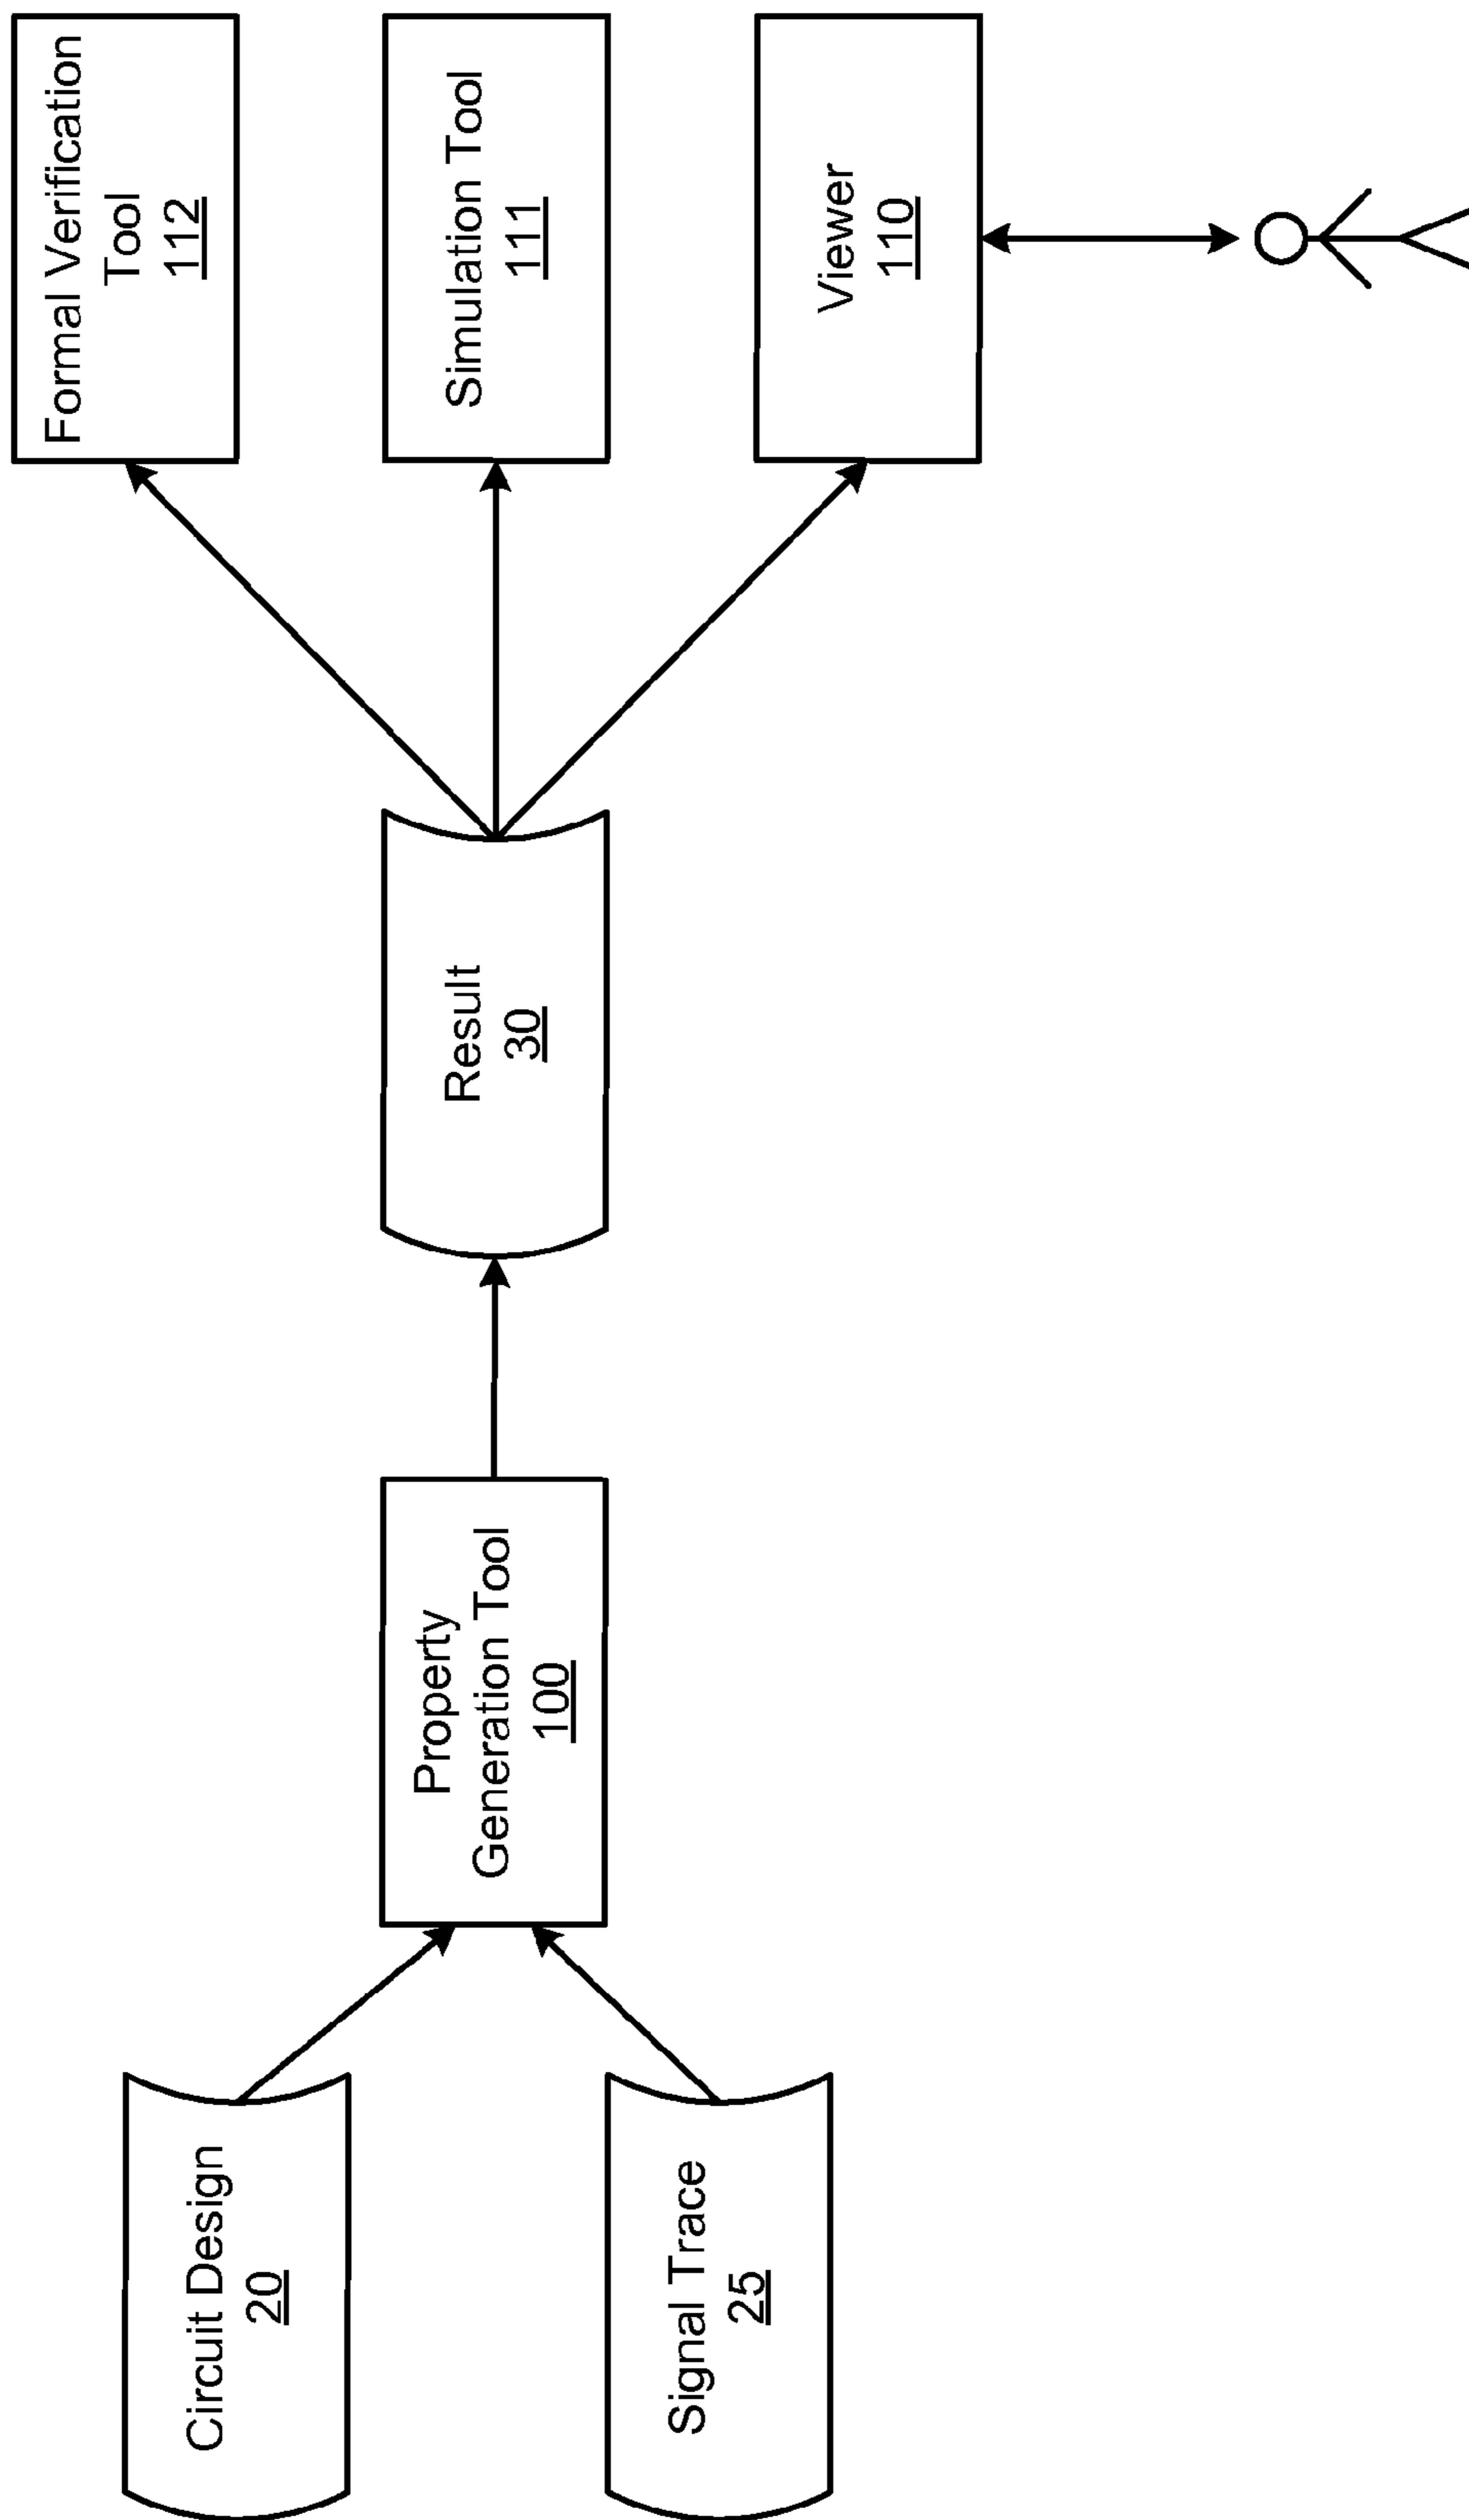 Circuit Design
20
Signal Trace
25
Property
Generation Tool
100
Result
30
Formal Verification
Tool
112
Simulation Tool
111
Viewer
110